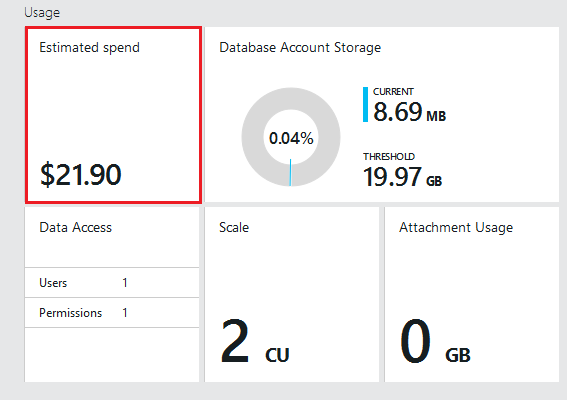 Usage
Estimated spend
$21.90
Database Account Storage
0.04%
CURRENT
8.69 MB
THRESHOLD
19.97 GB
Data Access
Users 1
Permissions 1
Scale
2 CU
Attachment Usage
0 GB